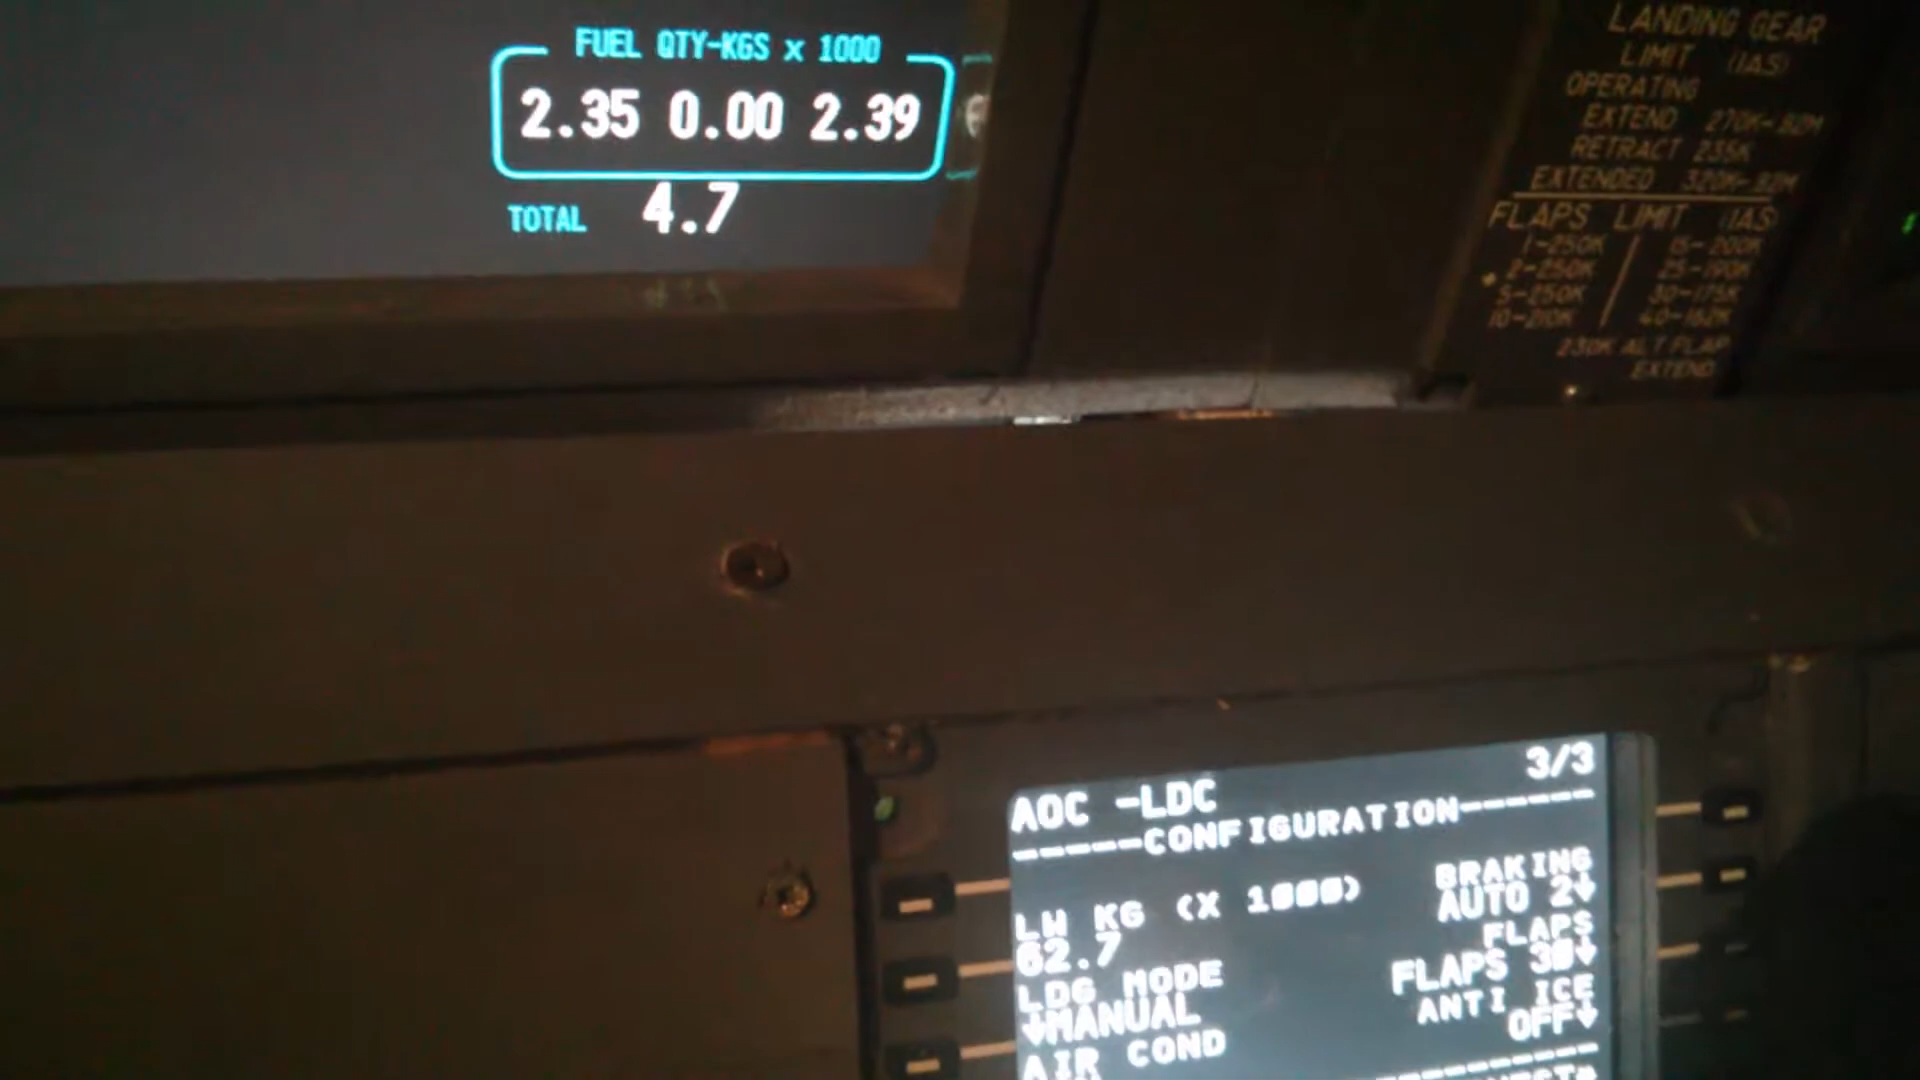 FUEL QTY-KGS x 1000
2.35 0.00 2.39
TOTAL 4.7
LANDING GEAR
LIMIT (IAS)
OPERATING
EXTEND 270K-.82M
RETRACT 235K
EXTENDED 320K-.82M
FLAPS LIMIT (IAS)
1-250K 15-200K
2-250K 25-190K
5-250K 30-175K
10-210K 40-162K
230K ALT FLAP
EXTEND
3/3
AOC -LDC
-----CONFIGURATION------
BRAKING
LW KG (X 1000) AUTO 2↓
62.7 FLAPS
LDG MODE FLAPS 30↓
↓MANUAL ANTI ICE
AIR COND OFF↓